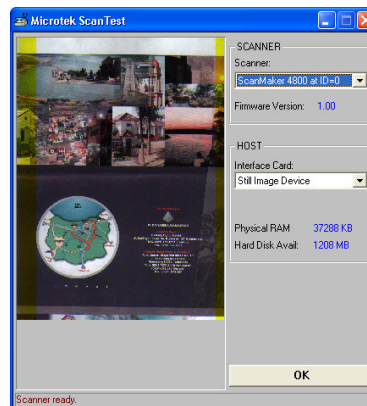 Microtek ScanTest
SCANNER
Scanner:
ScanMaker 4800 at ID=0
Firmware Version: 1.00
HOST
Interface Card:
Still Image Device
Physical RAM 37288 KB
Hard Disk Avail: 1208 MB
OK
Scanner ready.